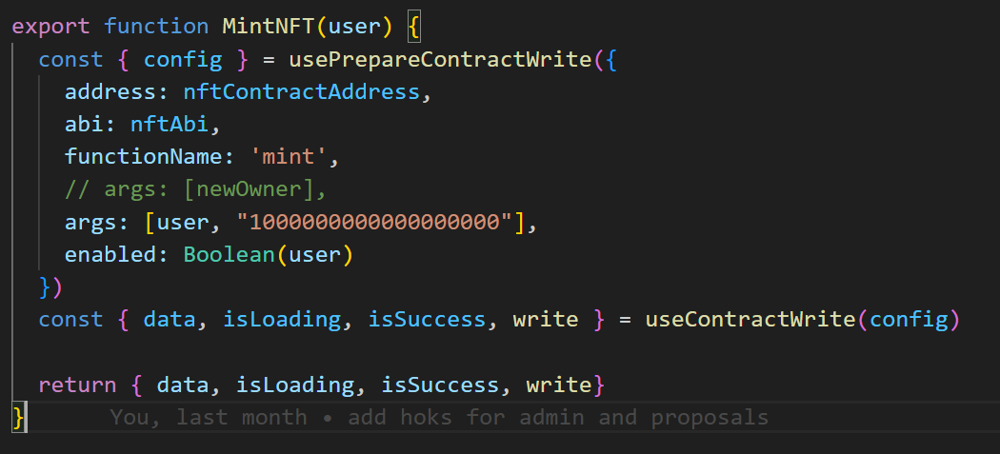 export function MintNFT(user) {
const { config } = usePrepareContractWrite({
address: nftContractAddress,
abi: nftAbi,
functionName: 'mint',
// args: [newOwner],
args: [user, "1000000000000000000"],
enabled: Boolean(user)
})
const { data, isLoading, isSuccess, write } = useContractWrite(config)
return { data, isLoading, isSuccess, write}
} You, last month • add hoks for admin and proposals